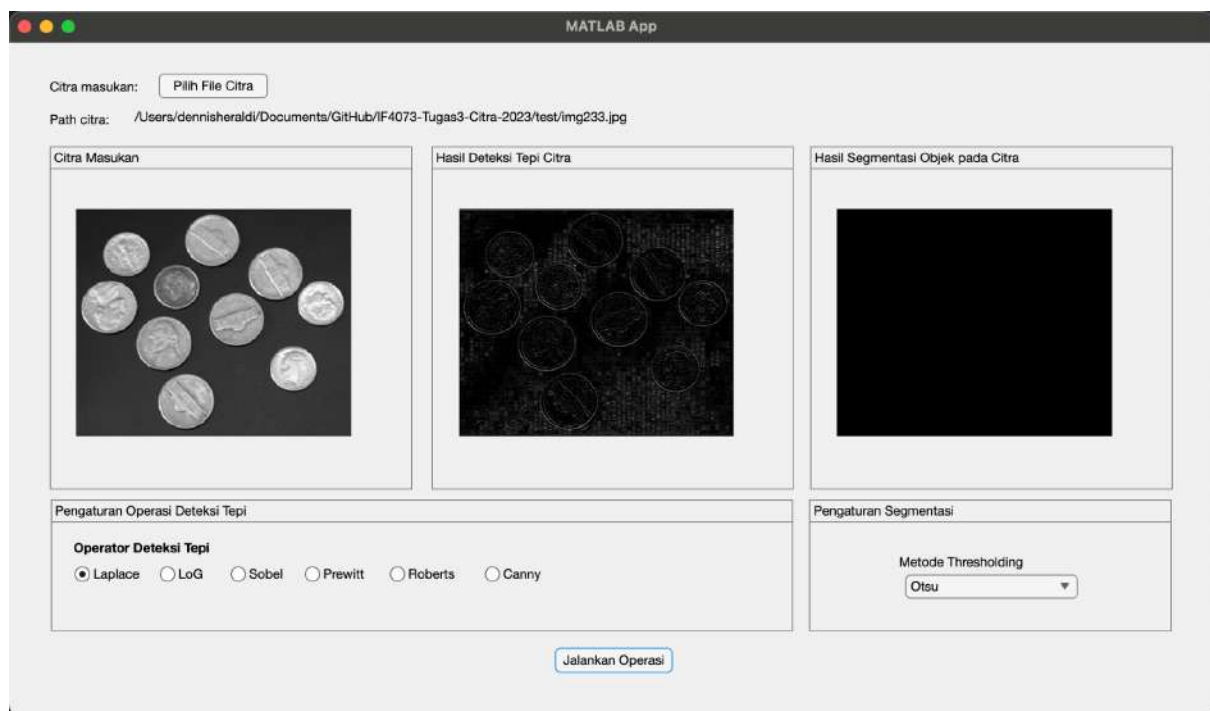 MATLAB App
Citra masukan: Pilih File Citra
Path citra: /Users/dennisheraldi/Documents/GitHub/IF4073-Tugas3-Citra-2023/test/img233.jpg
Citra Masukan
Hasil Deteksi Tepi Citra
Hasil Segmentasi Objek pada Citra
Pengaturan Operasi Deteksi Tepi
Operator Deteksi Tepi
Laplace LoG Sobel Prewitt Roberts Canny
Pengaturan Segmentasi
Metode Thresholding
Otsu
Jalankan Operasi